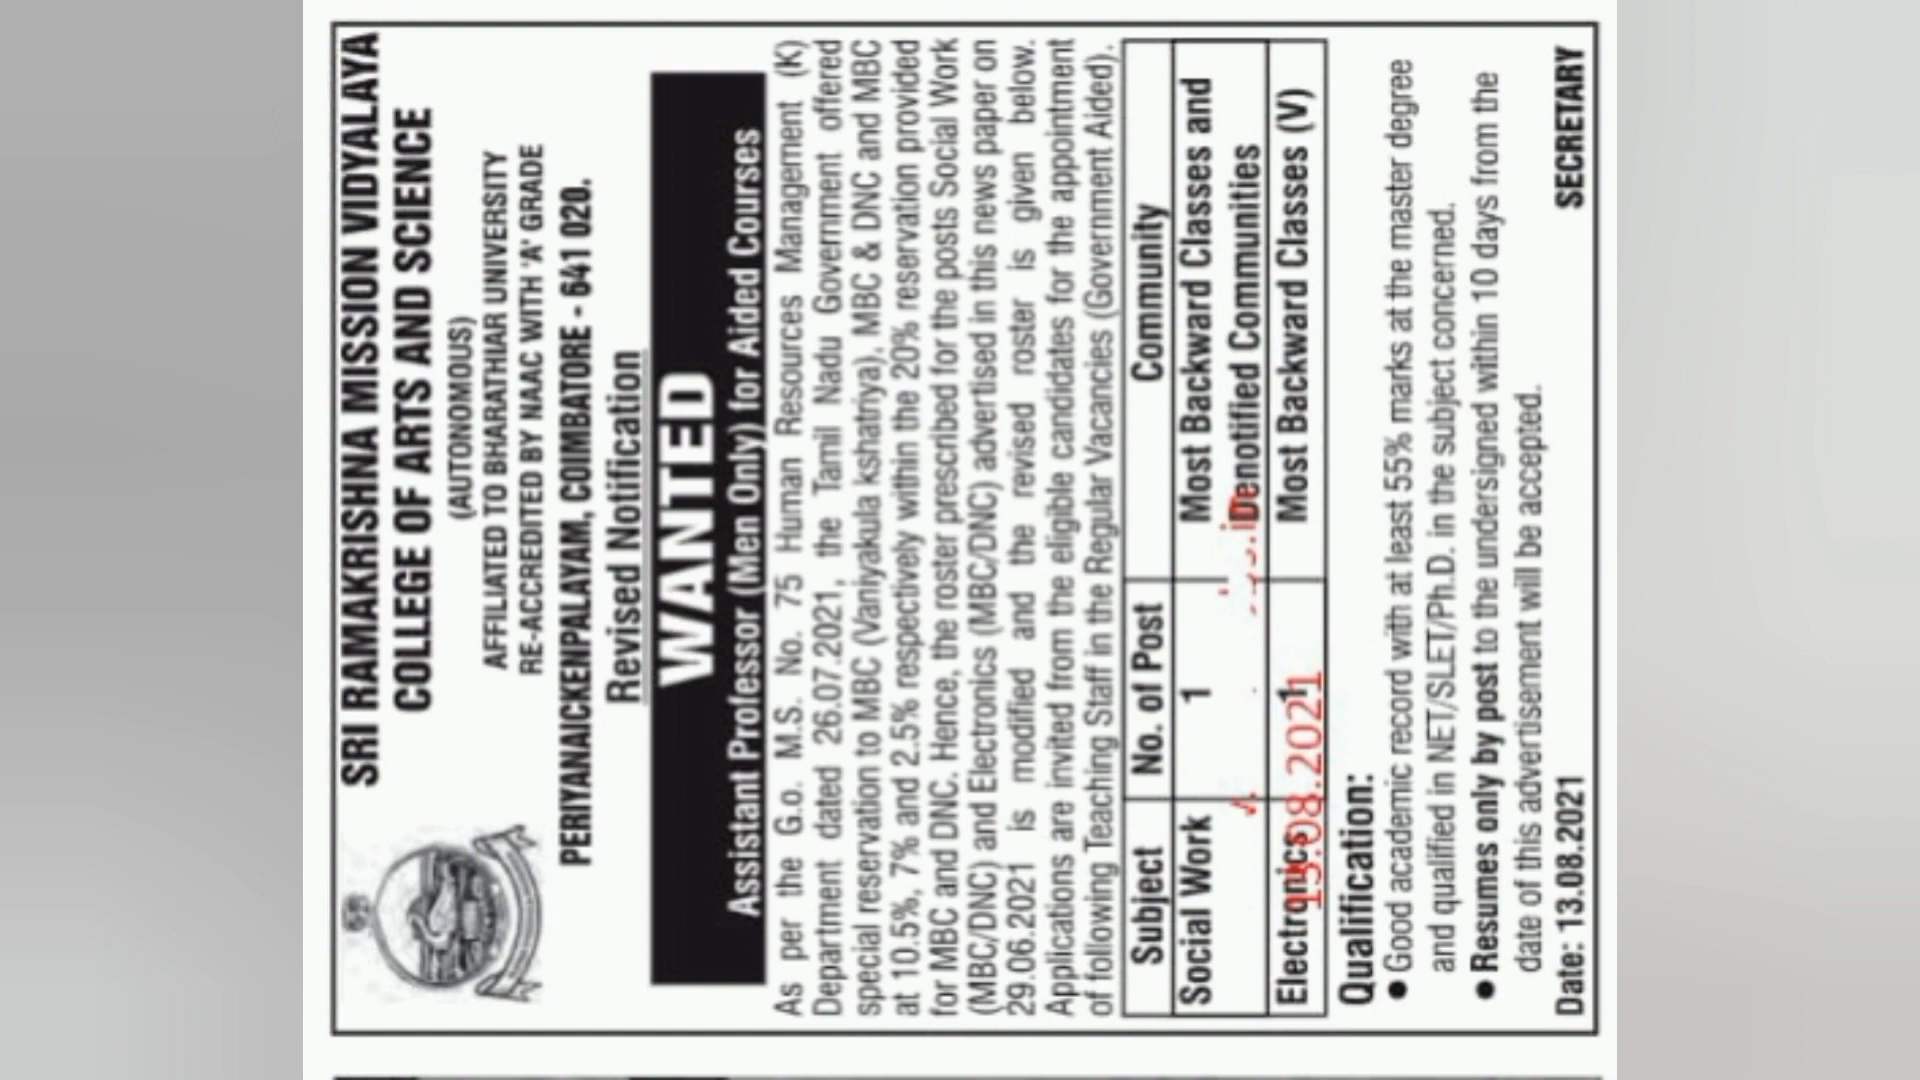 SRI RAMAKRISHNA MISSION VIDYALAYA
COLLEGE OF ARTS AND SCIENCE
(AUTONOMOUS)
AFFILIATED TO BHARATHIAR UNIVERSITY
RE-ACCREDITED BY NAAC WITH 'A' GRADE
PERIYANAICKENPALAYAM, COIMBATORE - 641 020.
Revised Notification
WANTED
Assistant Professor (Men Only) for Aided Courses
As per the G.o. M.S. No. 75 Human Resources Management (K)
Department dated 26.07.2021, the Tamil Nadu Government offered
special reservation to MBC (Vaniyakula kshatriya), MBC & DNC and MBC
at 10.5%, 7% and 2.5% respectively within the 20% reservation provided
for MBC and DNC. Hence, the roster prescribed for the posts Social Work
(MBC/DNC) and Electronics (MBC/DNC) advertised in this news paper on
29.06.2021 is modified and the revised roster is given below.
Applications are invited from the eligible candidates for the appointment
of following Teaching Staff in the Regular Vacancies (Government Aided).
Subject No. of Post Community
Social Work 1 Most Backward Classes and
Denotified Communities
Electronics 1 Most Backward Classes (V)
13.08.2021
Qualification:
● Good academic record with at least 55% marks at the master degree
and qualified in NET/SLET/Ph.D. in the subject concerned.
● Resumes only by post to the undersigned within 10 days from the
date of this advertisement will be accepted.
Date: 13.08.2021 SECRETARY